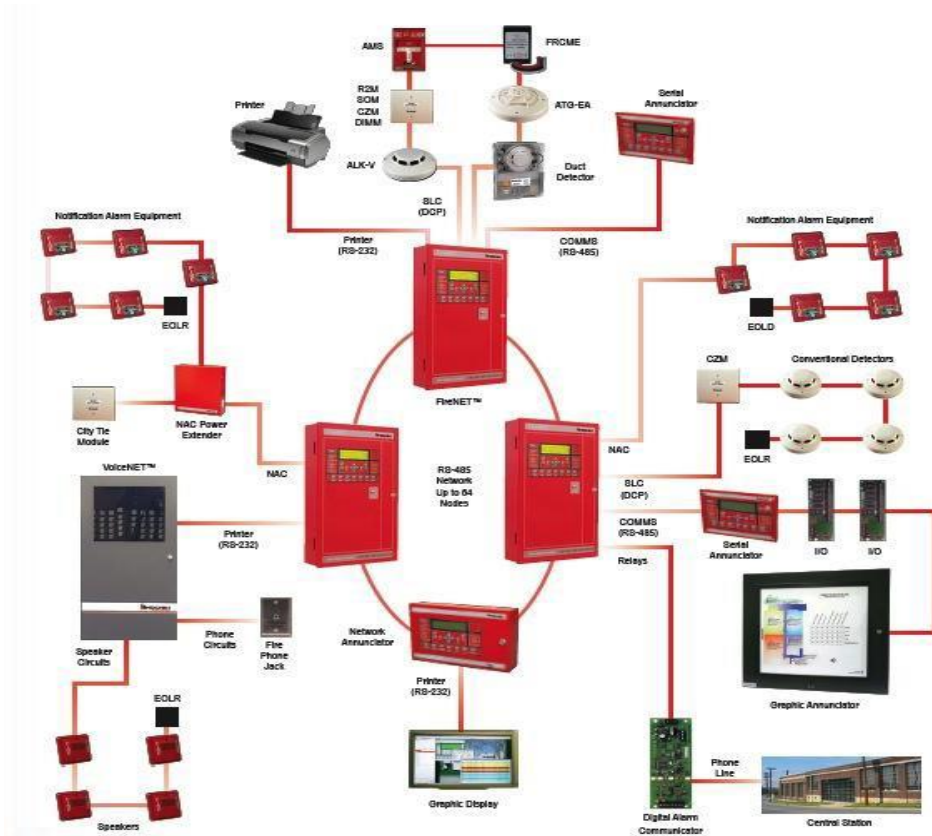 AMS
FRCME
R2M
SOM
CZM
DIMM
ATG-EA
Serial
Annunciator
Printer
ALK-V
Duct
Detector
SLC
(DCP)
Notification Alarm Equipment
Printer
(RS-232)
COMMS
(RS-485)
Notification Alarm Equipment
EOLR
EOLD
FireNET™
CZM
Conventional Detectors
City Tie
Module
NAC Power
Extender
NAC
NAC
EOLR
VoiceNET™
RS-485
Network
Up to 64
Nodes
SLC
(DCP)
Printer
(RS-232)
COMMS
(RS-485)
Serial
Annunciator
I/O
I/O
Relays
Speaker
Circuits
Phone
Circuits
Fire
Phone
Jack
Network
Annunciator
Printer
(RS-232)
EOLR
Graphic Annunciator
Phone
Line
Speakers
Graphic Display
Digital Alarm
Communicator
Central Station